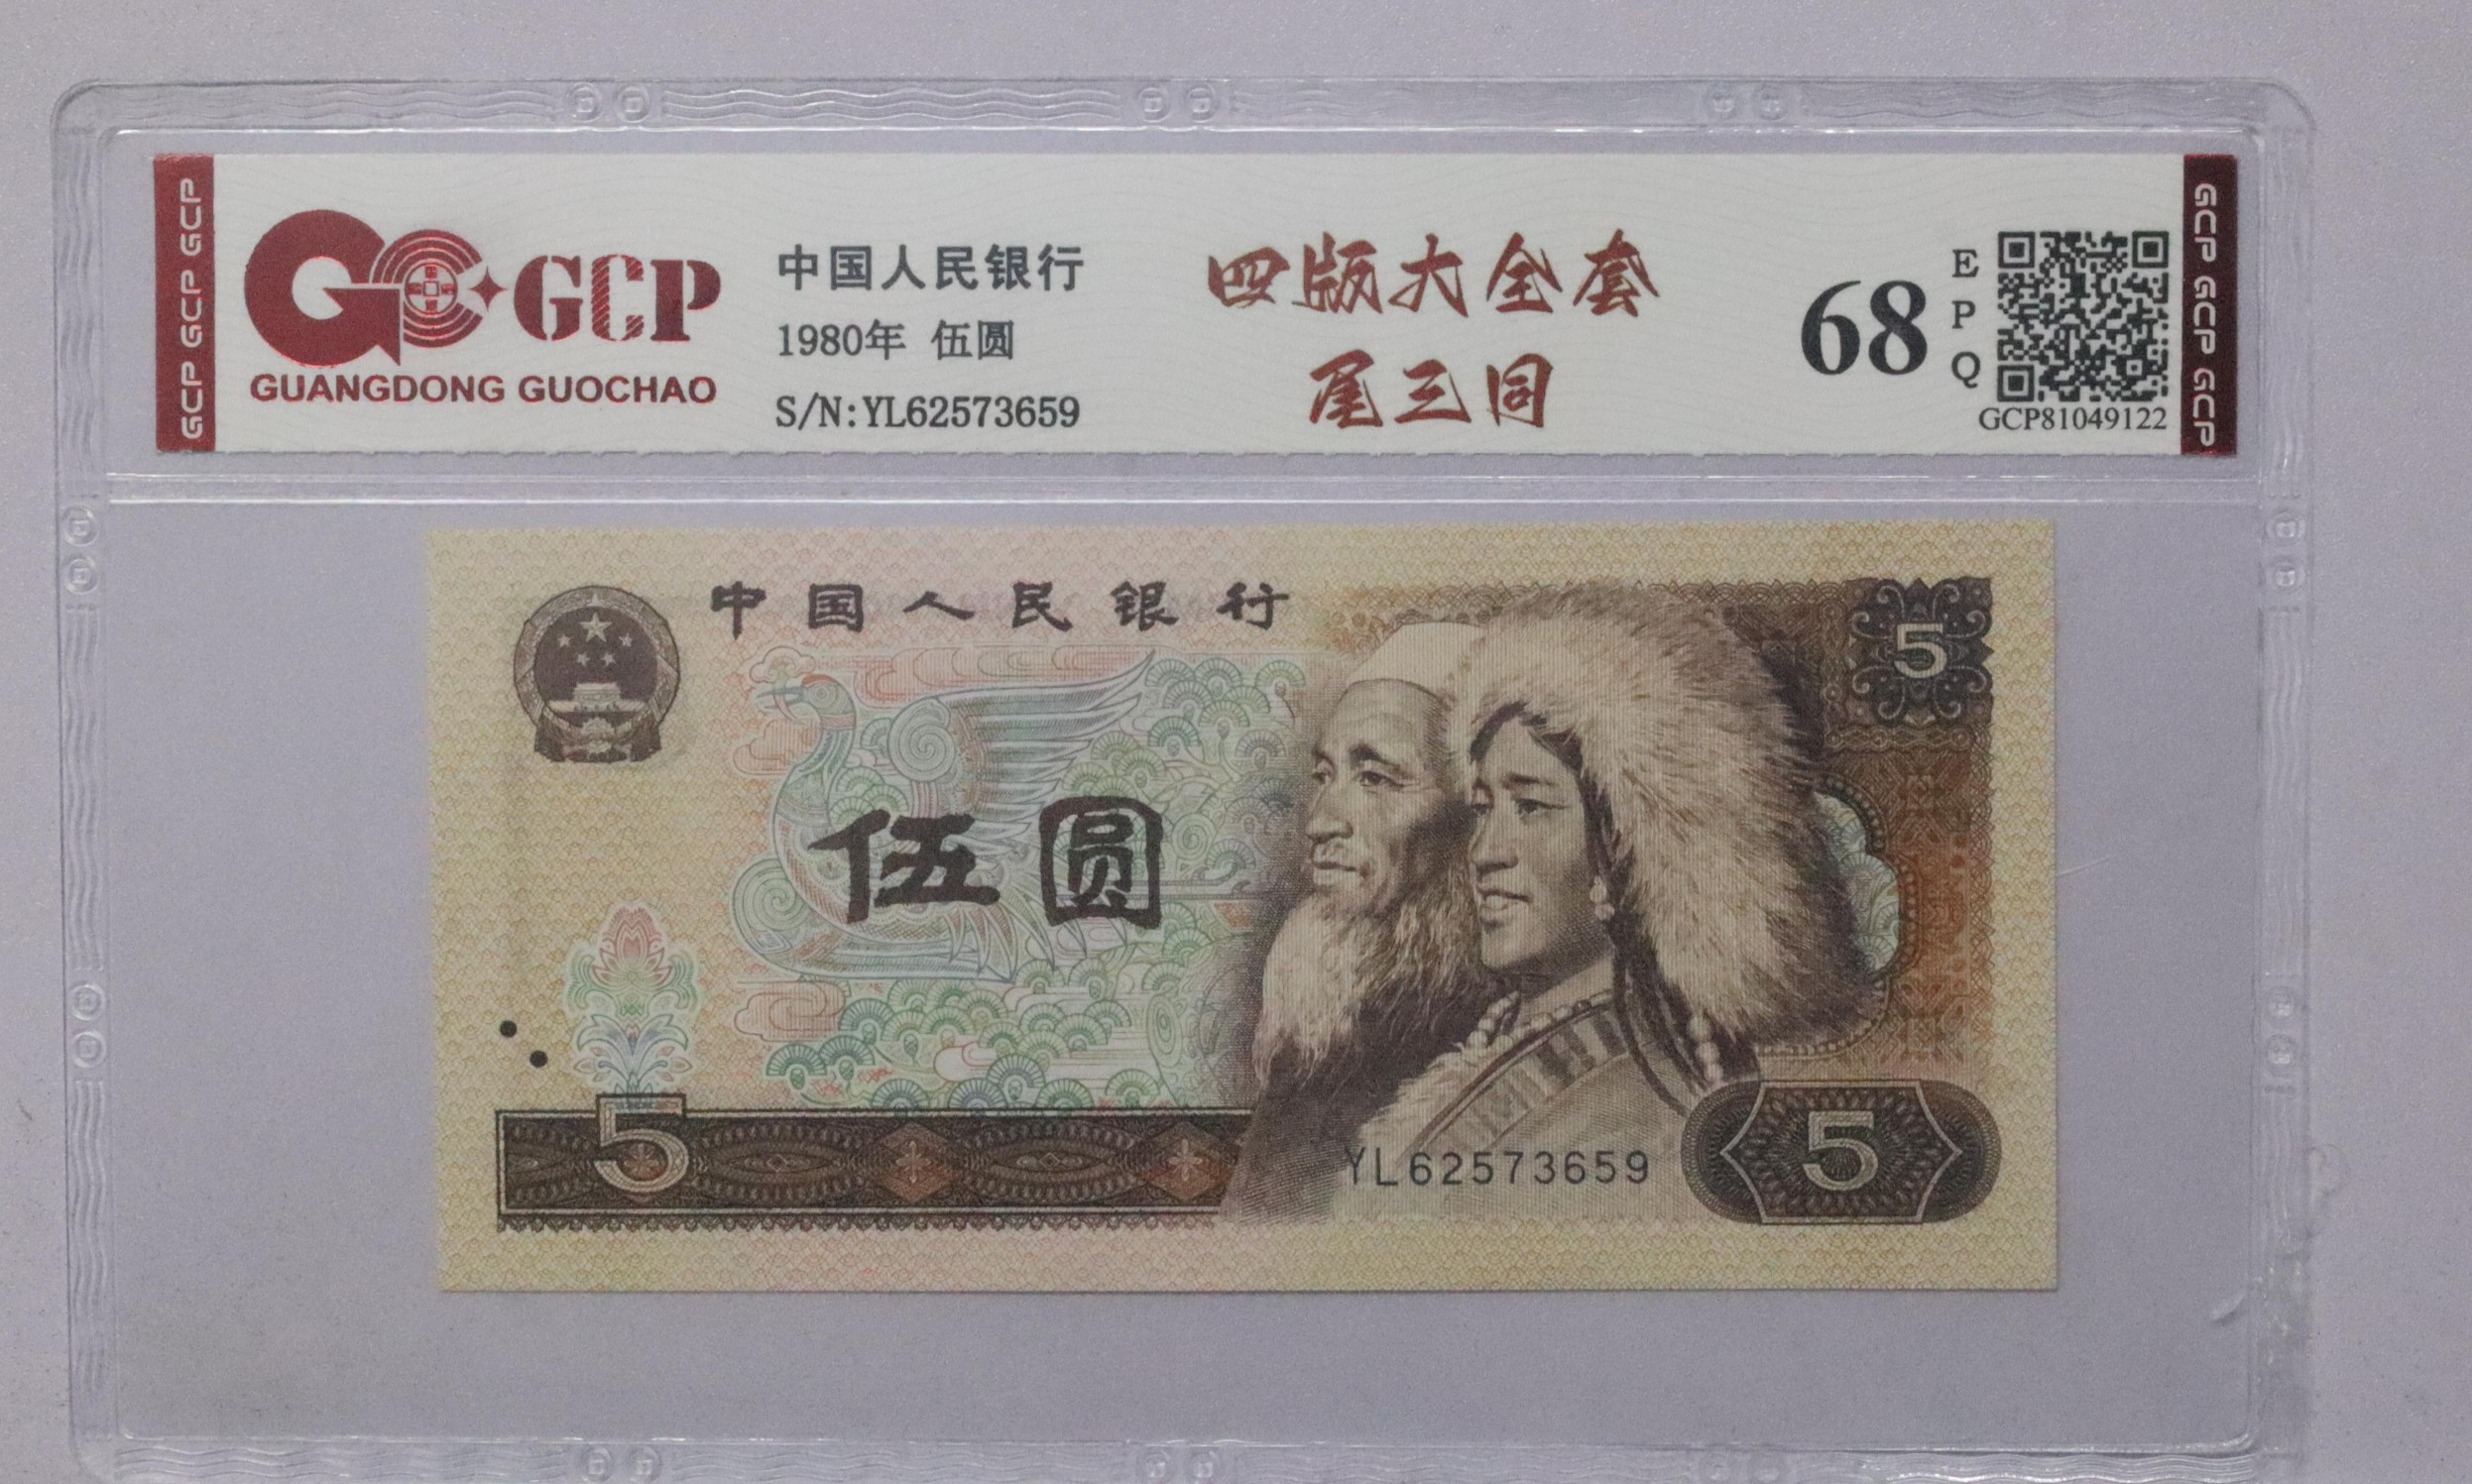 GCP GCP GCP
GCP
GUANGDONG GUOCHAO
中国人民银行
1980年 伍圆
S/N:YL62573659
四版大全套
尾三同
68
E
P
Q
GCP81049122
GCP GCP GCP
中国人民银行
5
伍圆
5
YL62573659
5